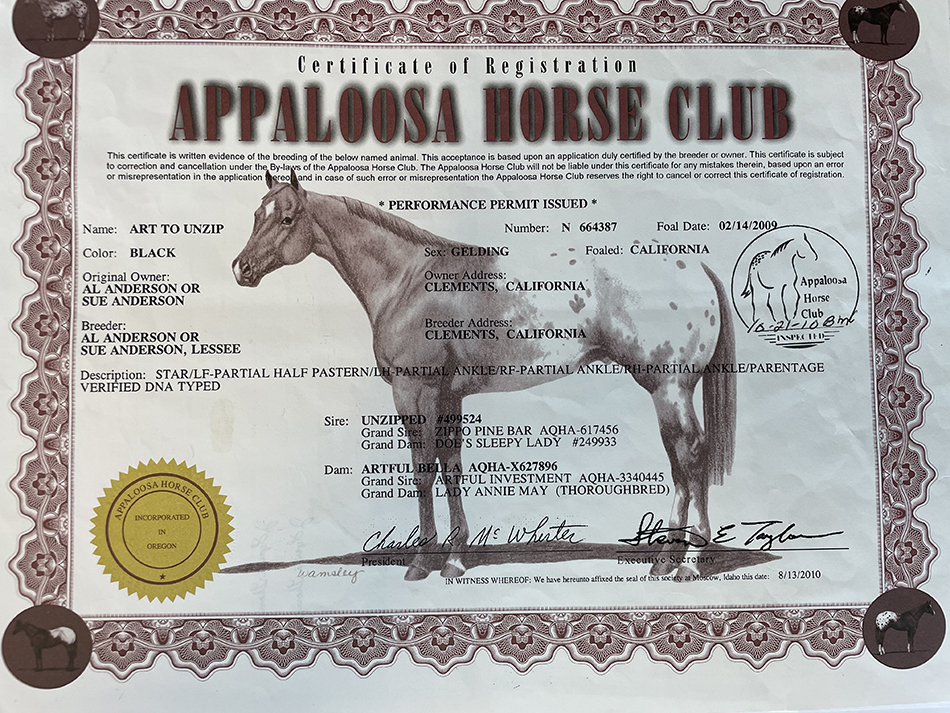 Certificate of Registration
APPALOOSA HORSE CLUB
This certificate is written evidence of the breeding of the below named animal. This acceptance is based upon an application duly certified by the breeder or owner. This certificate is subject
to correction and cancellation under the By-laws of the Appaloosa Horse Club. The Appaloosa Horse Club will not be liable under this certificate for any mistakes therein, based upon an error
or misrepresentation in the application thereof and in case of such error or misrepresentation the Appaloosa Horse Club reserves the right to cancel or correct this certificate of registration.
* PERFORMANCE PERMIT ISSUED *
Name: ART TO UNZIP Number: N 664387 Foal Date: 02/14/2009
Color: BLACK Sex: GELDING Foaled: CALIFORNIA
Original Owner: Owner Address:
AL ANDERSON OR CLEMENTS, CALIFORNIA
SUE ANDERSON
Appaloosa
Horse
Club
10-21-10 Bm
INSPECTED
Breeder: Breeder Address:
AL ANDERSON OR CLEMENTS, CALIFORNIA
SUE ANDERSON, LESSEE
Description: STAR/LF-PARTIAL HALF PASTERN/LH-PARTIAL ANKLE/RF-PARTIAL ANKLE/RH-PARTIAL ANKLE/PARENTAGE
VERIFIED DNA TYPED
Sire: UNZIPPED #499524
Grand Sire: ZIPPO PINE BAR AQHA-617456
Grand Dam: DOE'S SLEEPY LADY #249933
Dam: ARTFUL BELLA AQHA-X627896
Grand Sire: ARTFUL INVESTMENT AQHA-3340445
Grand Dam: LADY ANNIE MAY (THOROUGHBRED)
APPALOOSA HORSE CLUB
INCORPORATED
IN
OREGON
Charles R. McWhirter Steven E Taylor
President Executive Secretary
Wamsley
IN WITNESS WHEREOF: We have hereunto affixed the seal of this society at Moscow, Idaho this date: 8/13/2010